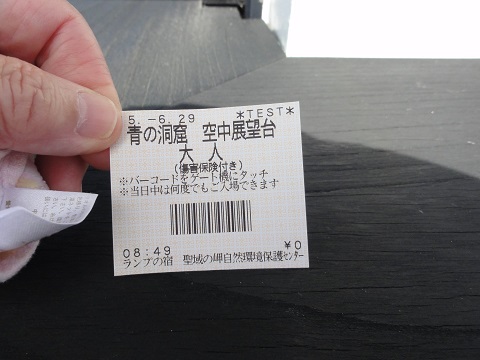 5.-6.29 *TEST*
青の洞窟 空中展望台
大人
(傷害保険付き)
※バーコードをゲート機にタッチ
※当日中は何度でもご入場できます
08:49 ¥0
ランプの宿 聖域の岬自然環境保護センター